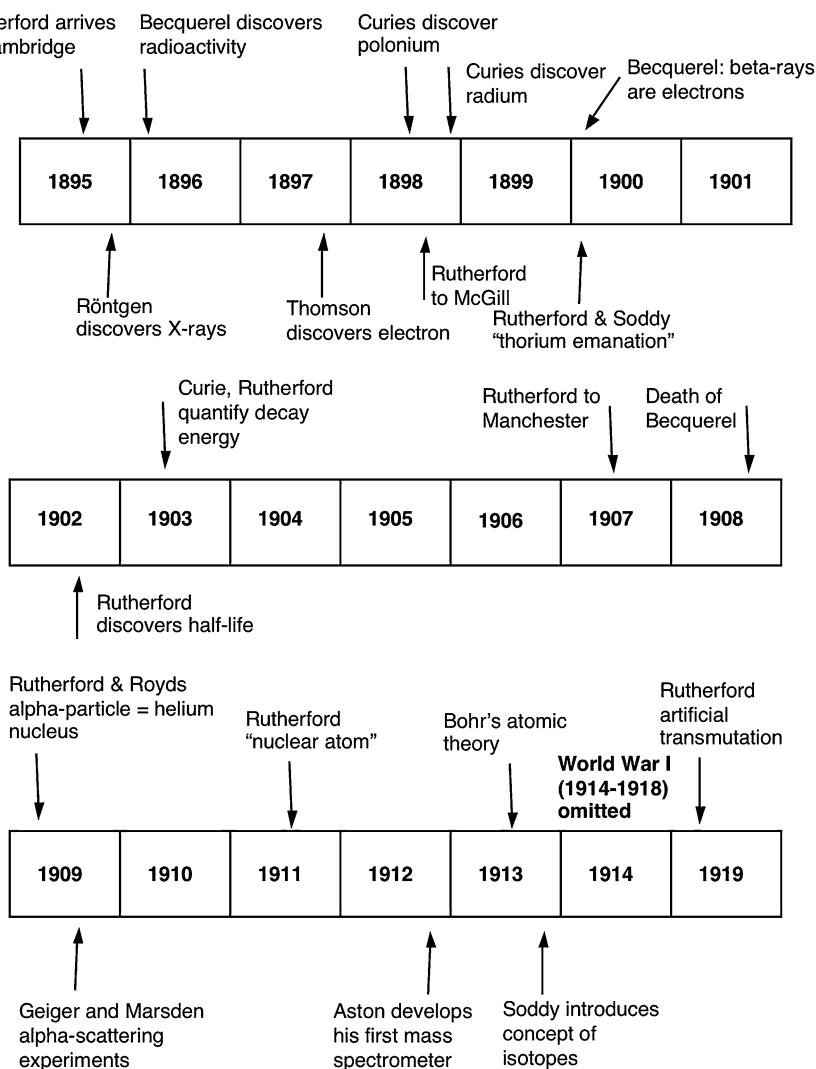 erford arrives
ambridge
Becquerel discovers
radioactivity
Curies discover
polonium
Curies discover
radium
Becquerel: beta-rays
are electrons
1895 1896 1897 1898 1899 1900 1901
Röntgen
discovers X-rays
Thomson
discovers electron
Rutherford
to McGill
Rutherford & Soddy
“thorium emanation”
Curie, Rutherford
quantify decay
energy
Rutherford to
Manchester
Death of
Becquerel
1902 1903 1904 1905 1906 1907 1908
Rutherford
discovers half-life
Rutherford & Royds
alpha-particle = helium
nucleus
Rutherford
“nuclear atom”
Bohr’s atomic
theory
World War I
(1914-1918)
omitted
Rutherford
artificial
transmutation
1909 1910 1911 1912 1913 1914 1919
Geiger and Marsden
alpha-scattering
experiments
Aston develops
his first mass
spectrometer
Soddy introduces
concept of
isotopes